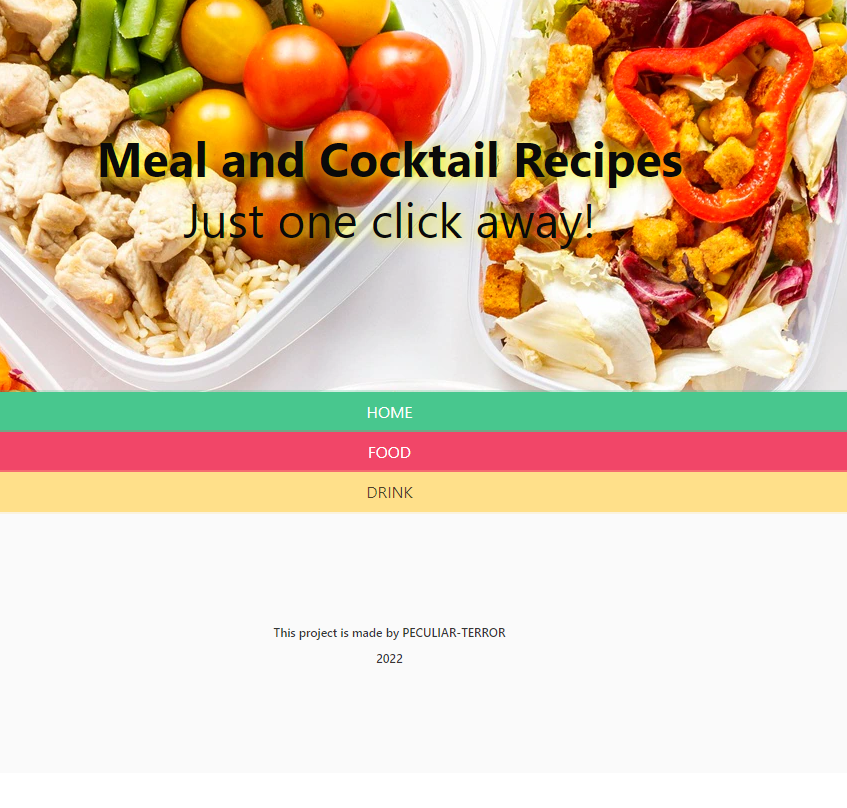 Meal and Cocktail Recipes
Just one click away!
HOME
FOOD
DRINK
This project is made by PECULIAR-TERROR
2022